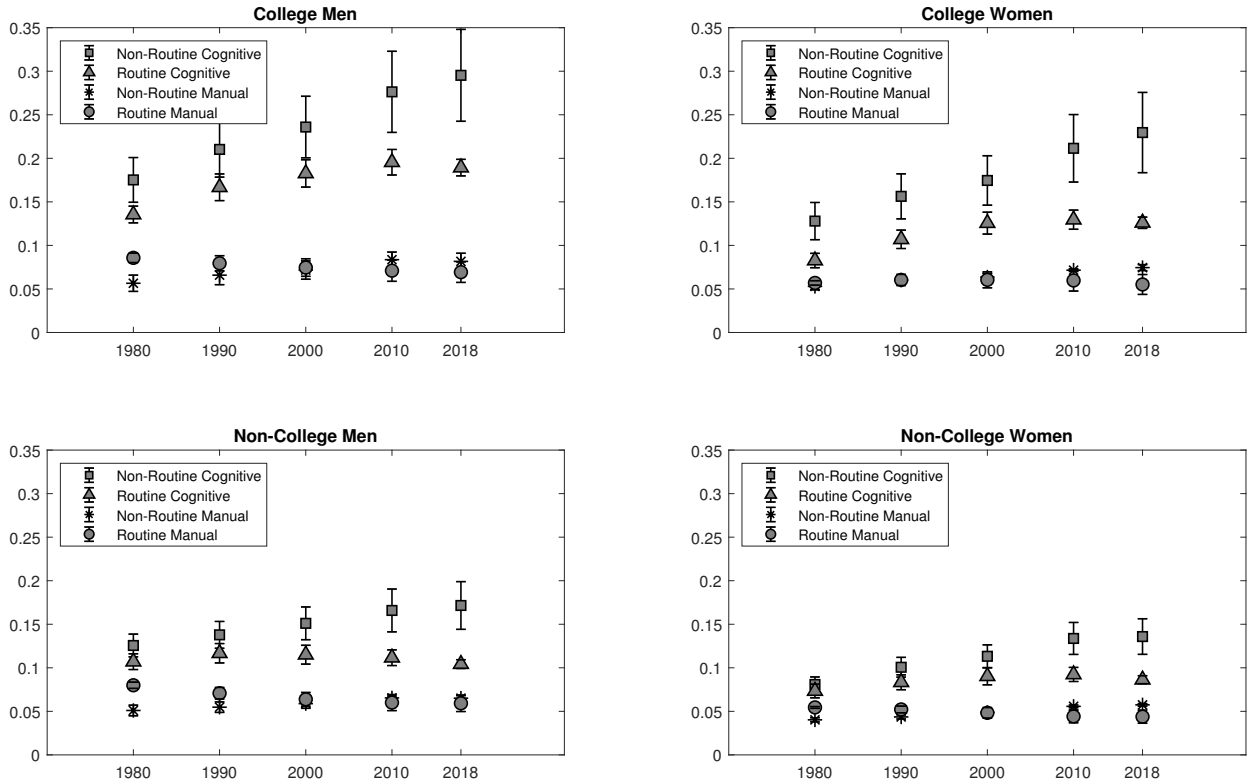 College Men
0.35
0.3
0.25
0.2
0.15
0.1
0.05
0
Non-Routine Cognitive
Routine Cognitive
Non-Routine Manual
Routine Manual
1980 1990 2000 2010 2018
College Women
0.35
0.3
0.25
0.2
0.15
0.1
0.05
0
Non-Routine Cognitive
Routine Cognitive
Non-Routine Manual
Routine Manual
1980 1990 2000 2010 2018
Non-College Men
0.35
0.3
0.25
0.2
0.15
0.1
0.05
0
Non-Routine Cognitive
Routine Cognitive
Non-Routine Manual
Routine Manual
1980 1990 2000 2010 2018
Non-College Women
0.35
0.3
0.25
0.2
0.15
0.1
0.05
0
Non-Routine Cognitive
Routine Cognitive
Non-Routine Manual
Routine Manual
1980 1990 2000 2010 2018